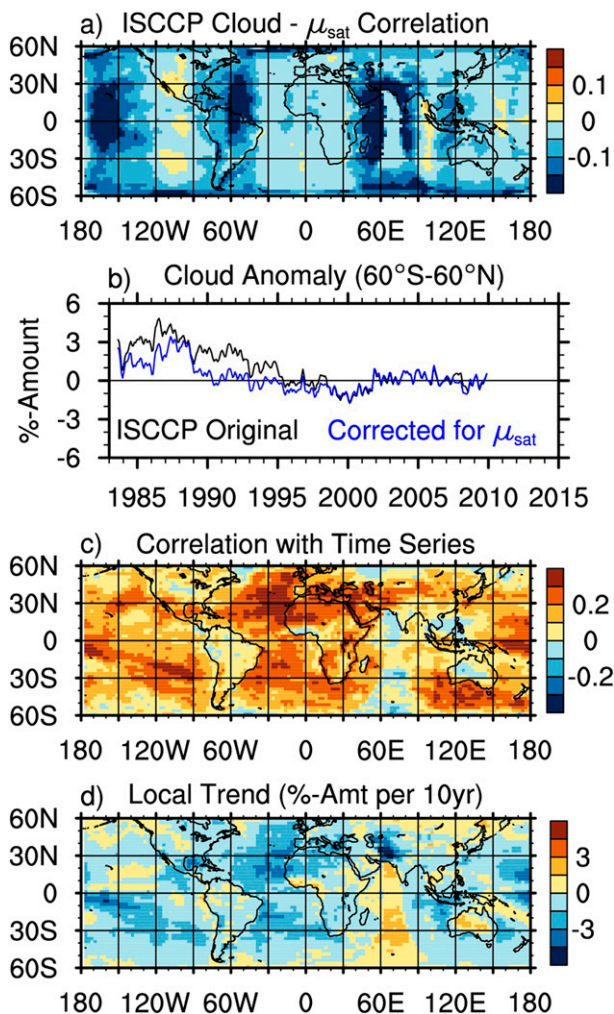 a) ISCCP Cloud - μsat Correlation
60N
30N
0
30S
60S
0.1
0
-0.1
180 120W 60W 0 60E 120E 180
b) Cloud Anomaly (60°S-60°N)
%-Amount
6
3
0
-3
-6
ISCCP Original Corrected for μsat
1985 1990 1995 2000 2005 2010 2015
c) Correlation with Time Series
60N
30N
0
30S
60S
0.2
0
-0.2
180 120W 60W 0 60E 120E 180
d) Local Trend (%-Amt per 10yr)
60N
30N
0
30S
60S
3
0
-3
180 120W 60W 0 60E 120E 180